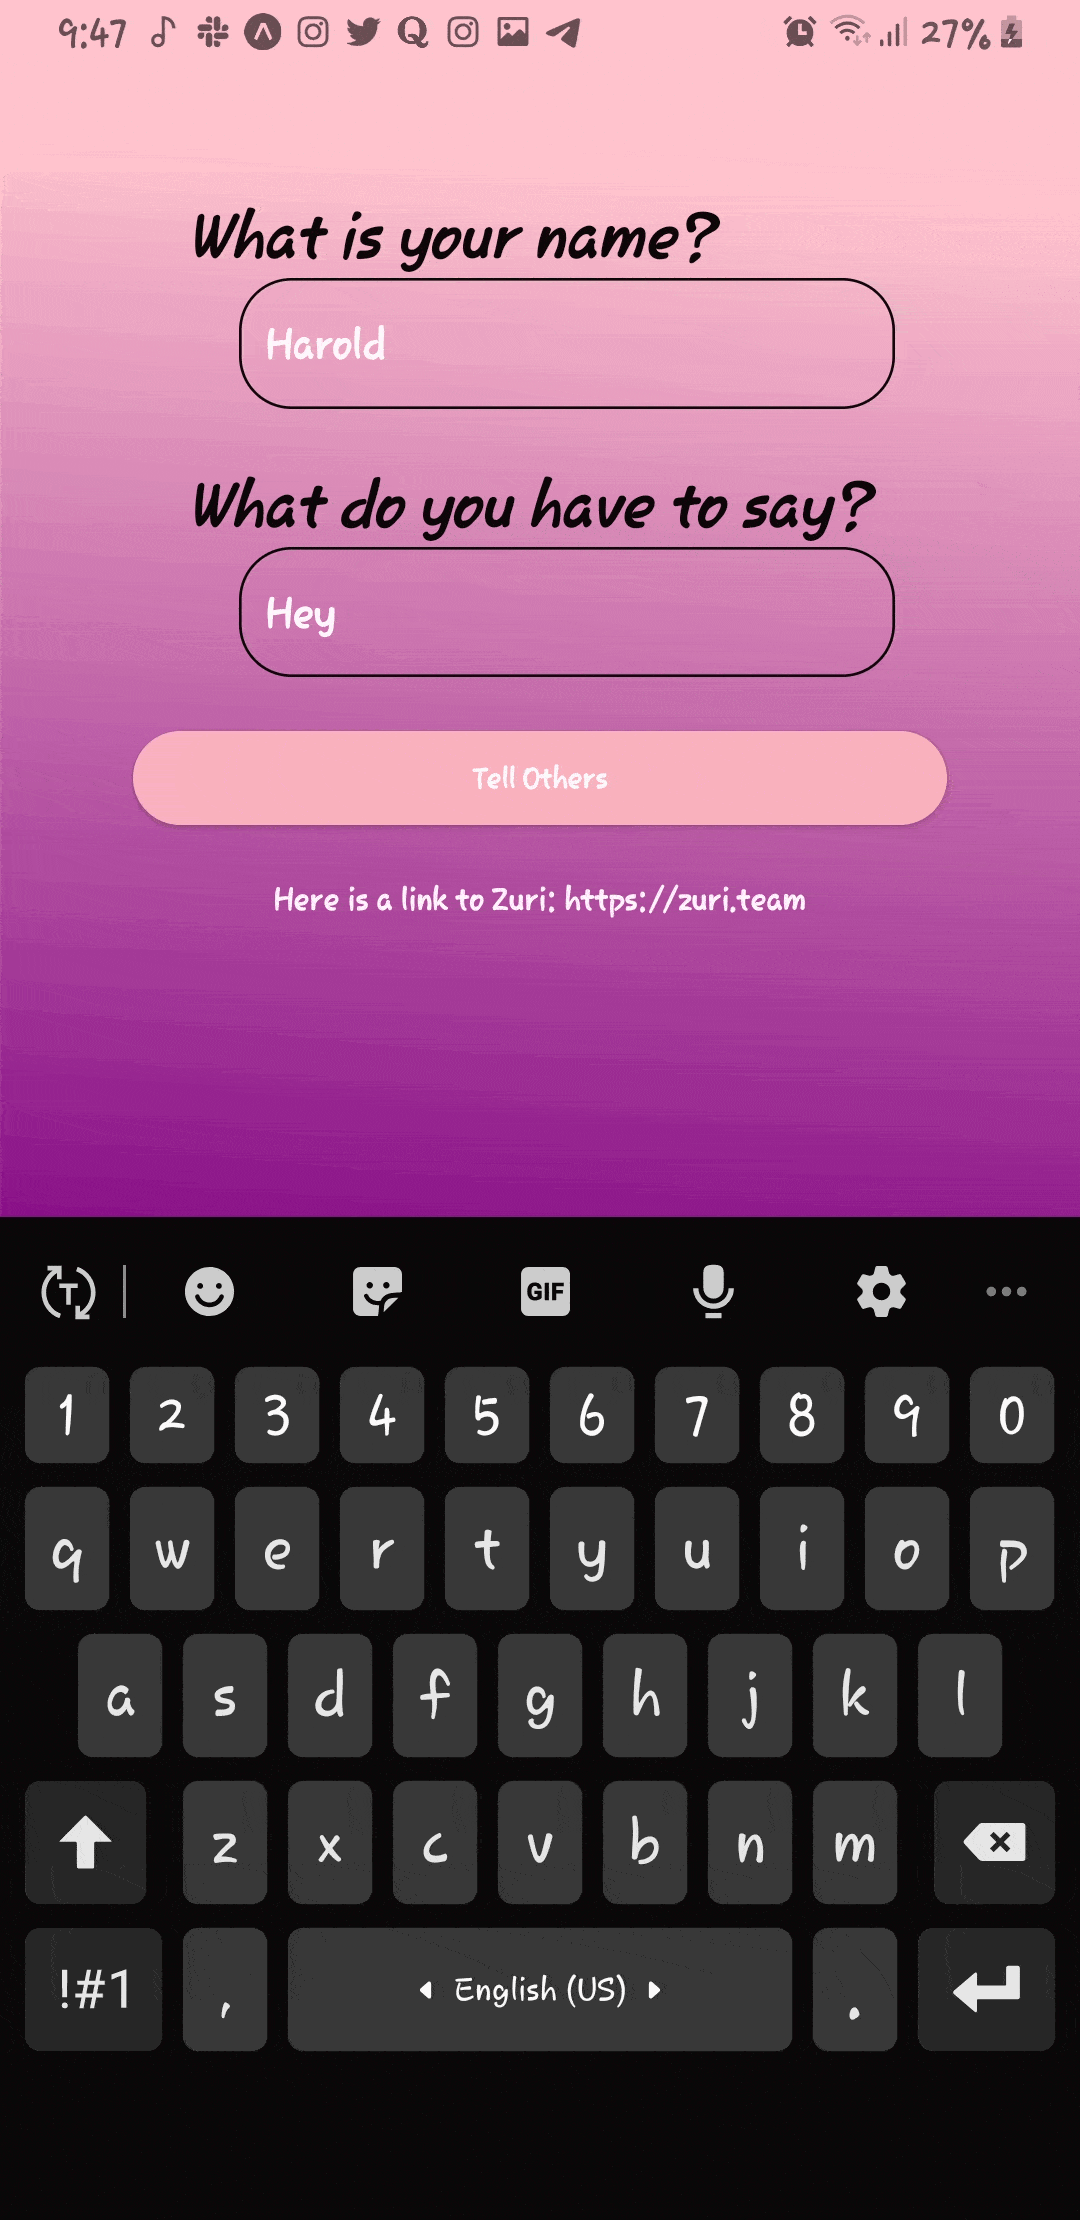 9:47 27%
What is your name?
Harold
What do you have to say?
Hey
Tell Others
Here is a link to Zuri: https://zuri.team
T GIF
1 2 3 4 5 6 7 8 9 0
q w e r t y u i o p
a s d f g h j k l
z x c v b n m
!#1 , English (US) .